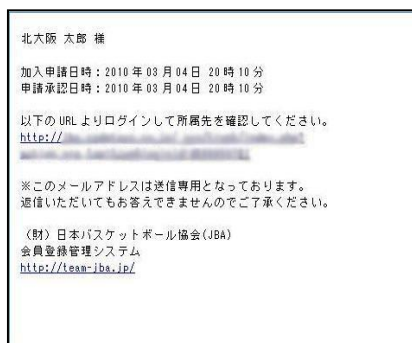 北大阪 太郎 様
加入申請日時：2010 年 03 月 04 日 20 時 10 分
申請承認日時：2010 年 03 月 04 日 20 時 10 分
以下の URL よりログインして所属先を確認してください。
http://
※このメールアドレスは送信専用となっております。
返信いただいてもお答えできませんのでご了承ください。
（財）日本バスケットボール協会(JBA)
会員登録管理システム
http://team-jba.jp/